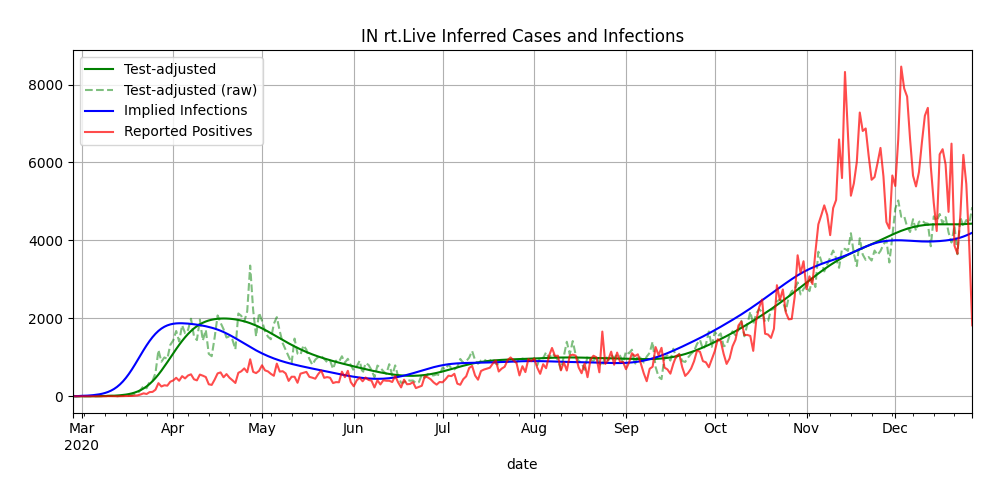 IN rt.Live Inferred Cases and Infections
Test-adjusted
Test-adjusted (raw)
Implied Infections
Reported Positives
8000
6000
4000
2000
0
Mar Apr May Jun Jul Aug Sep Oct Nov Dec
2020
date